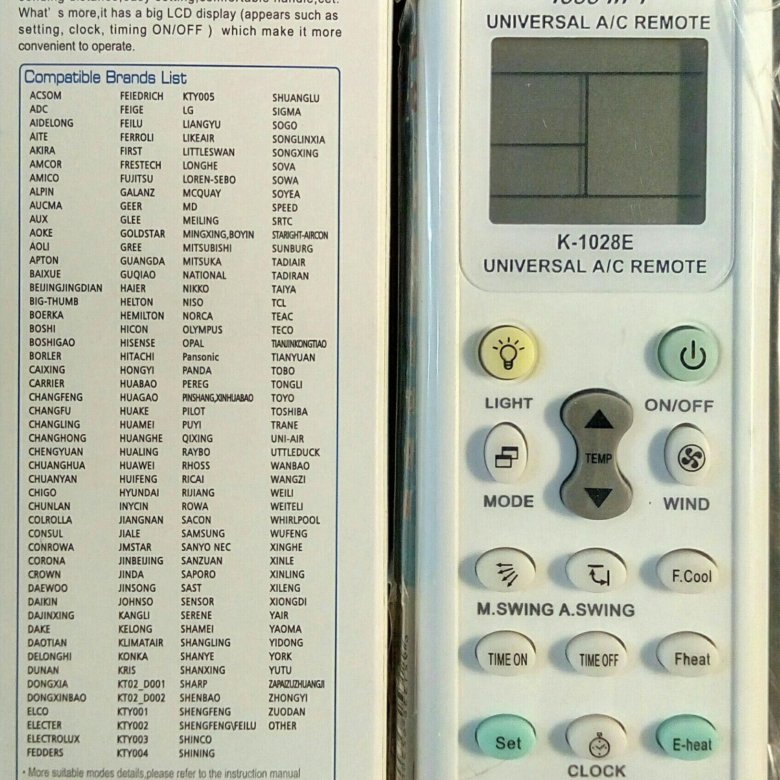 What's more,it has a big LCD display (appears such as
setting, clock, timing ON/OFF ) which make it more
convenient to operate.
Compatible Brands List
ACSOM
ADC
AIDELONG
AITE
AKIRA
AMCOR
AMICO
ALPIN
AUCMA
AUX
AOKE
AOLI
APTON
BAIXUE
BEIJINGJINGDIAN
BIG-THUMB
BOERKA
BOSHI
BOSHIGAO
BORLER
CAIXING
CARRIER
CHANGFENG
CHANGFU
CHANGLING
CHANGHONG
CHENGYUAN
CHUANGHUA
CHUANYAN
CHIGO
CHUNLAN
COLROLLA
CONSUL
CONROWA
CORONA
CROWN
DAEWOO
DAIKIN
DAJINXING
DAKE
DAOTIAN
DELONGHI
DUNAN
DONGXIA
DONGXINBAO
ELCO
ELECTER
ELECTROLUX
FEDDERS
FEIEDRICH
FEIGE
FEILU
FERROLI
FIRST
FRESTECH
FUJITSU
GALANZ
GEER
GLEE
GOLDSTAR
GREE
GUANGDA
GUQIAO
HAIER
HELTON
HEMILTON
HICON
HISENSE
HITACHI
HONGYI
HUABAO
HUAGAO
HUAKE
HUAMEI
HUANGHE
HUALING
HUAWEI
HUIFENG
HYUNDAI
INYCIN
JIANGNAN
JIALE
JMSTAR
JINBEIJING
JINDA
JINSONG
JOHNSO
KANGLI
KELONG
KLIMATAIR
KONKA
KRIS
KT02_D001
KT02_D002
KTY001
KTY002
KTY003
KTY004
KTY005
LG
LIANGYU
LIKEAIR
LITTLESWAN
LONGHE
LOREN-SEBO
MCQUAY
MD
MEILING
MINGXING,BOYIN
MITSUBISHI
MITSUKA
NATIONAL
NIKKO
NISO
NORCA
OLYMPUS
OPAL
Pansonic
PANDA
PEREG
PINSHANG,XINHUABAO
PILOT
PUYI
QIXING
RAYBO
RHOSS
RICAI
RIJIANG
ROWA
SACON
SAMSUNG
SANYO NEC
SANZUAN
SAPORO
SAST
SENSOR
SERENE
SHAMEI
SHANGLING
SHANYE
SHANXING
SHARP
SHENBAO
SHENGFENG
SHENGFENG\FEILU
SHINCO
SHINING
SHUANGLU
SIGMA
SOGO
SONGLINXIA
SONGXING
SOVA
SOWA
SOYEA
SPEED
SRTC
STARIGHT-AIRCON
SUNBURG
TADIAIR
TADIRAN
TAIYA
TCL
TEAC
TECO
TIANJINKONGTIAO
TIANYUAN
TOBO
TONGLI
TOYO
TOSHIBA
TRANE
UNI-AIR
UTTLEDUCK
WANBAO
WANGZI
WEILI
WEITELI
WHIRLPOOL
WUFENG
XINGHE
XINLE
XINLING
XILENG
XIONGDI
YAIR
YAOMA
YIDONG
YORK
YUTU
ZAPAIZUZHUANGJI
ZHONGYI
ZUODAN
OTHER
· More suitable modes details,please refer to the instruction manual
UNIVERSAL A/C REMOTE
K-1028E
UNIVERSAL A/C REMOTE
LIGHT
ON/OFF
TEMP
MODE
WIND
F.Cool
M.SWING A.SWING
TIME ON
TIME OFF
Fheat
Set
E-heat
CLOCK